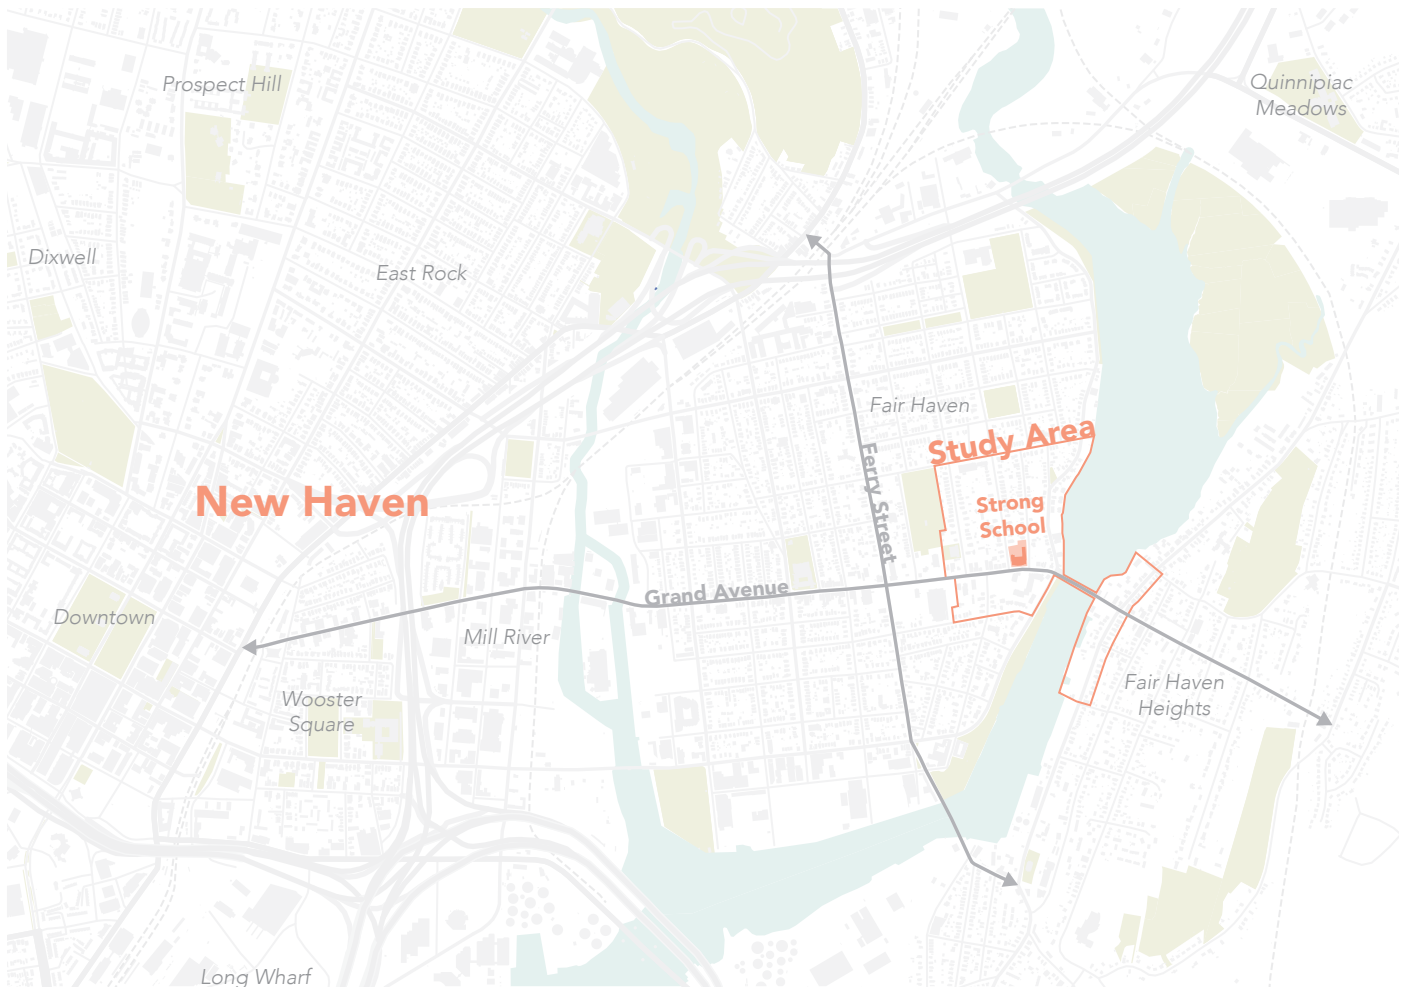 Prospect Hill
Quinnipiac
Meadows
Dixwell
East Rock
Fair Haven
Study Area
Ferry Street
New Haven
Strong
School
Grand Avenue
Downtown
Mill River
Wooster
Square
Fair Haven
Heights
Long Wharf